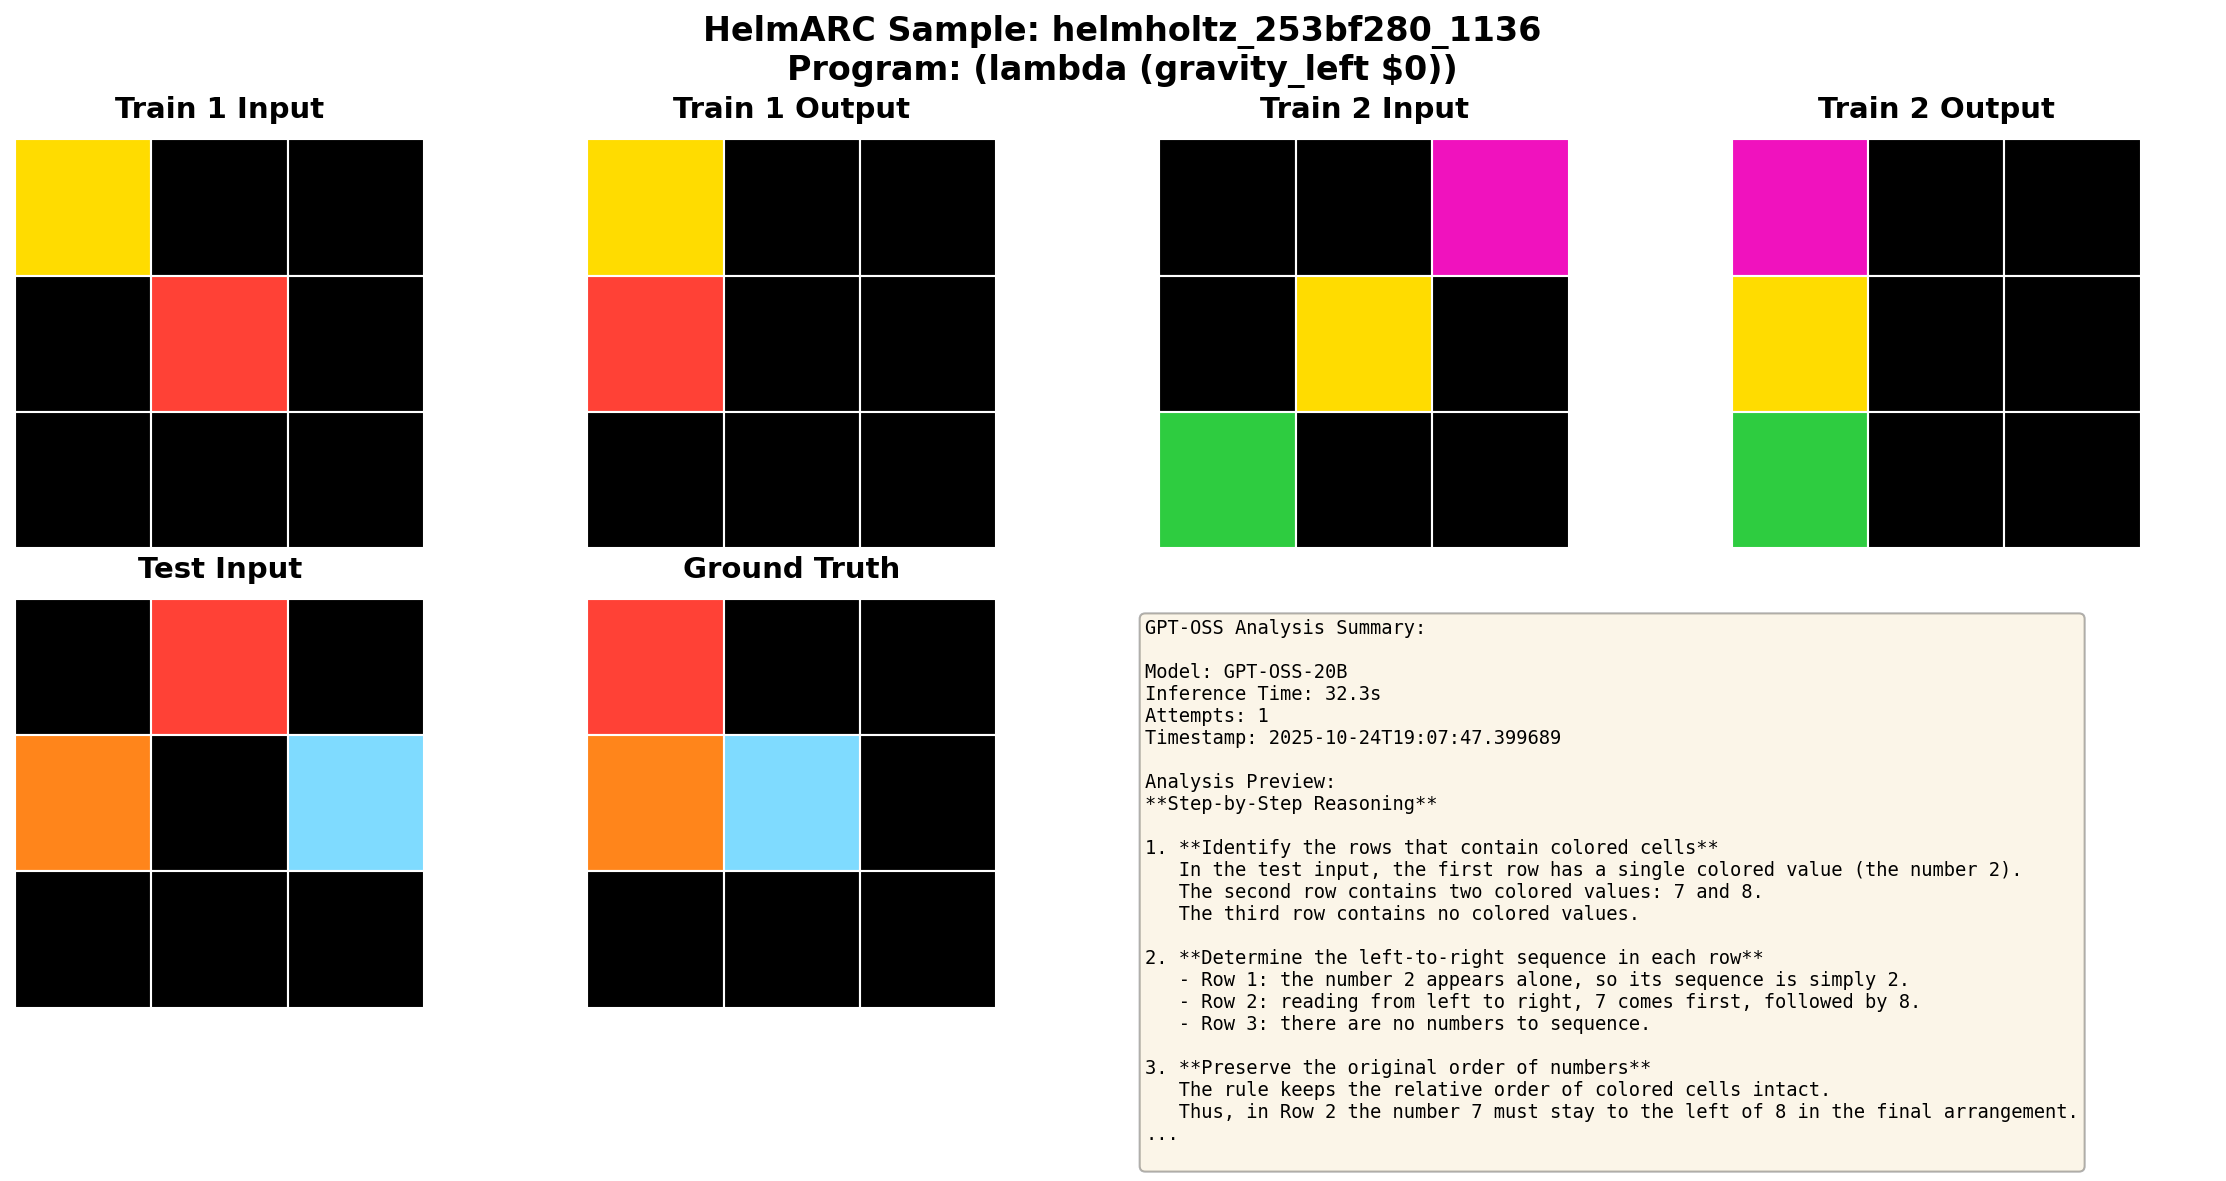 HelmARC Sample: helmholtz_253bf280_1136
Program: (lambda (gravity_left $0))
Train 1 Input
Train 1 Output
Train 2 Input
Train 2 Output
Test Input
Ground Truth
GPT-OSS Analysis Summary:
Model: GPT-OSS-20B
Inference Time: 32.3s
Attempts: 1
Timestamp: 2025-10-24T19:07:47.399689
Analysis Preview:
**Step-by-Step Reasoning**
1. **Identify the rows that contain colored cells**
In the test input, the first row has a single colored value (the number 2).
The second row contains two colored values: 7 and 8.
The third row contains no colored values.
2. **Determine the left-to-right sequence in each row**
- Row 1: the number 2 appears alone, so its sequence is simply 2.
- Row 2: reading from left to right, 7 comes first, followed by 8.
- Row 3: there are no numbers to sequence.
3. **Preserve the original order of numbers**
The rule keeps the relative order of colored cells intact.
Thus, in Row 2 the number 7 must stay to the left of 8 in the final arrangement.
...